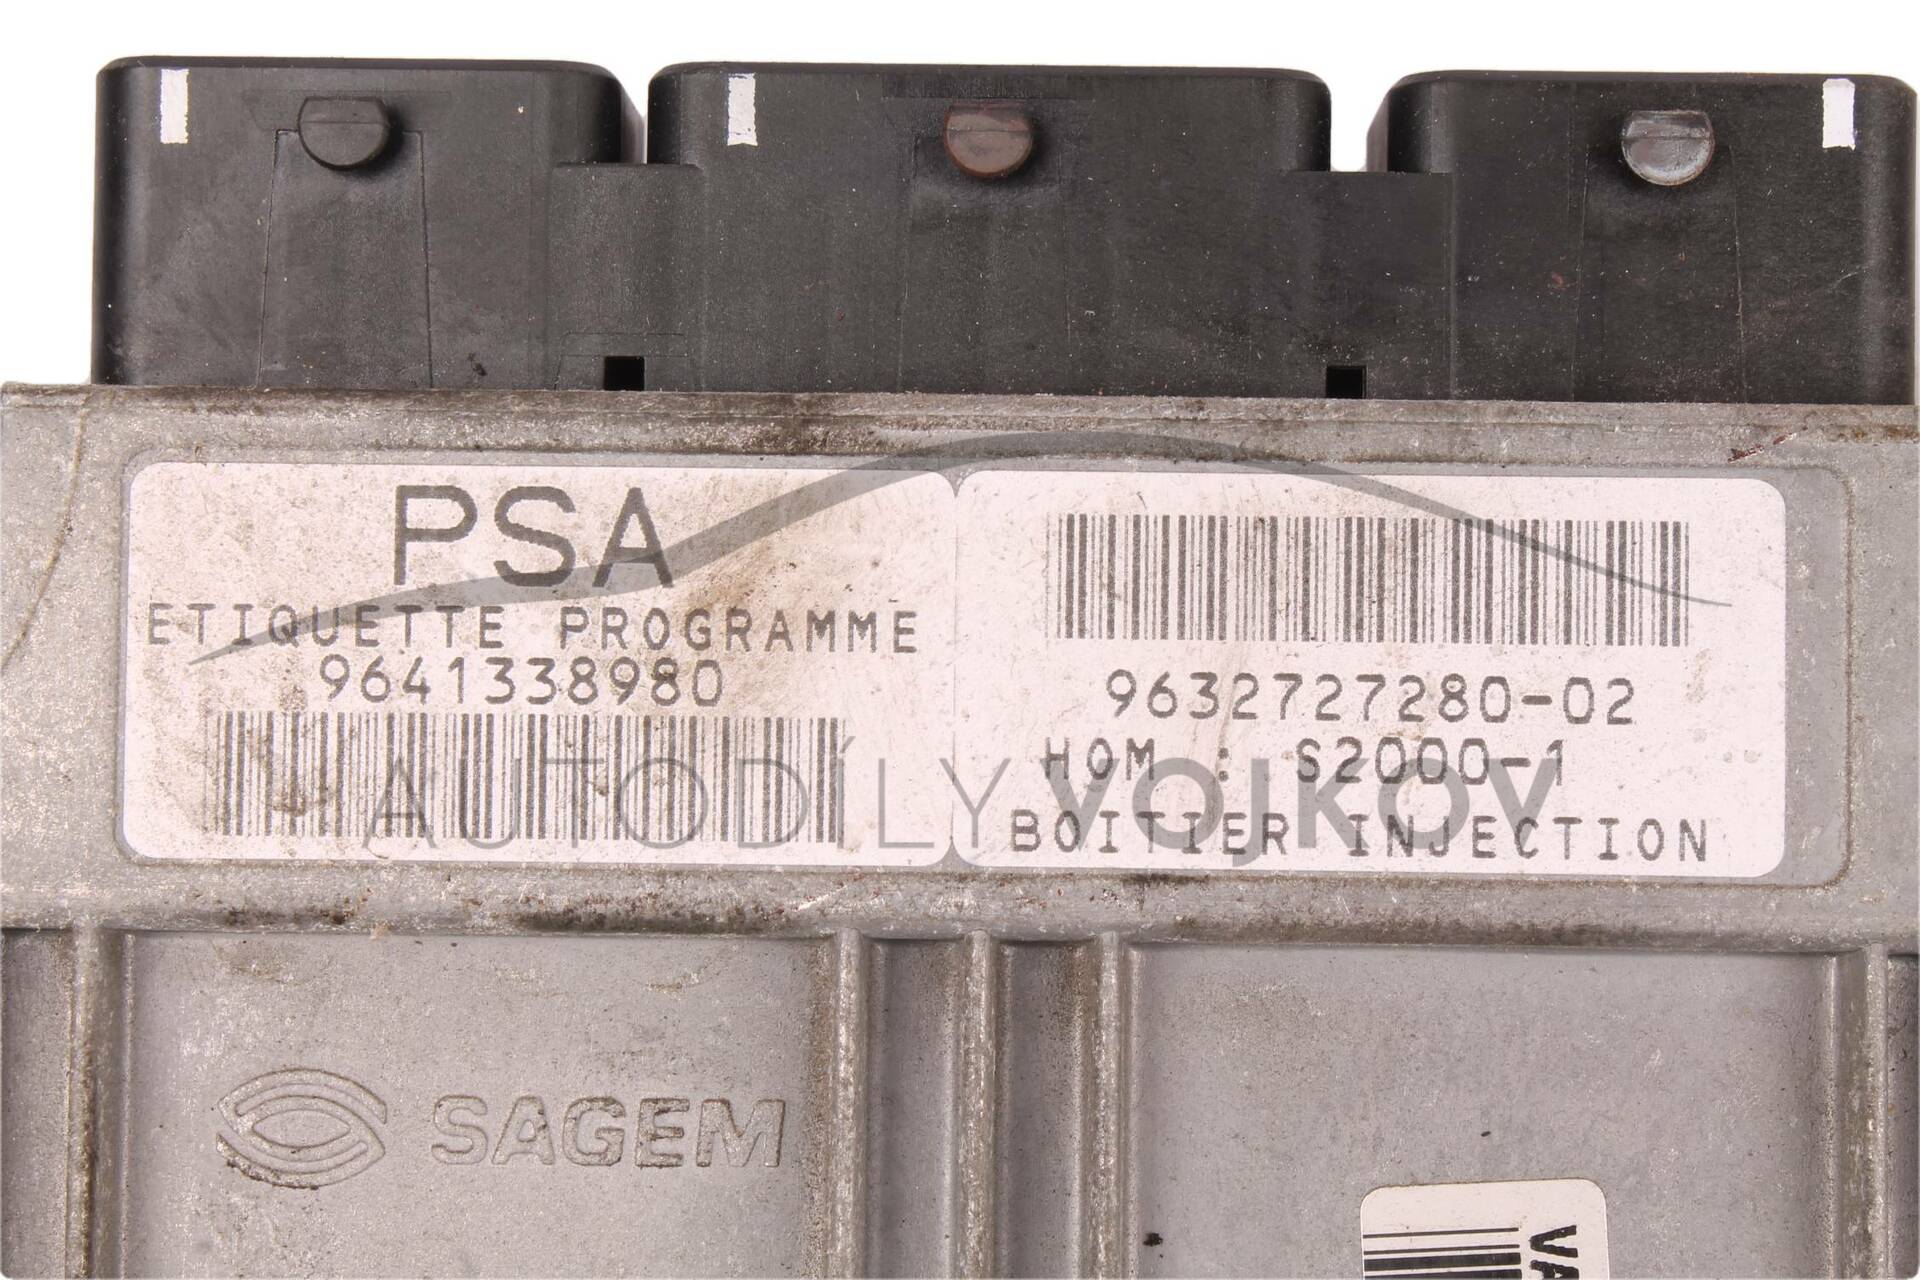 PSA
ETIQUETTE PROGRAMME
9641338980
9632727280-02
HOM : S2000-1
BOITIER INJECTION
AUTODÍLY VOJKOV
SAGEM